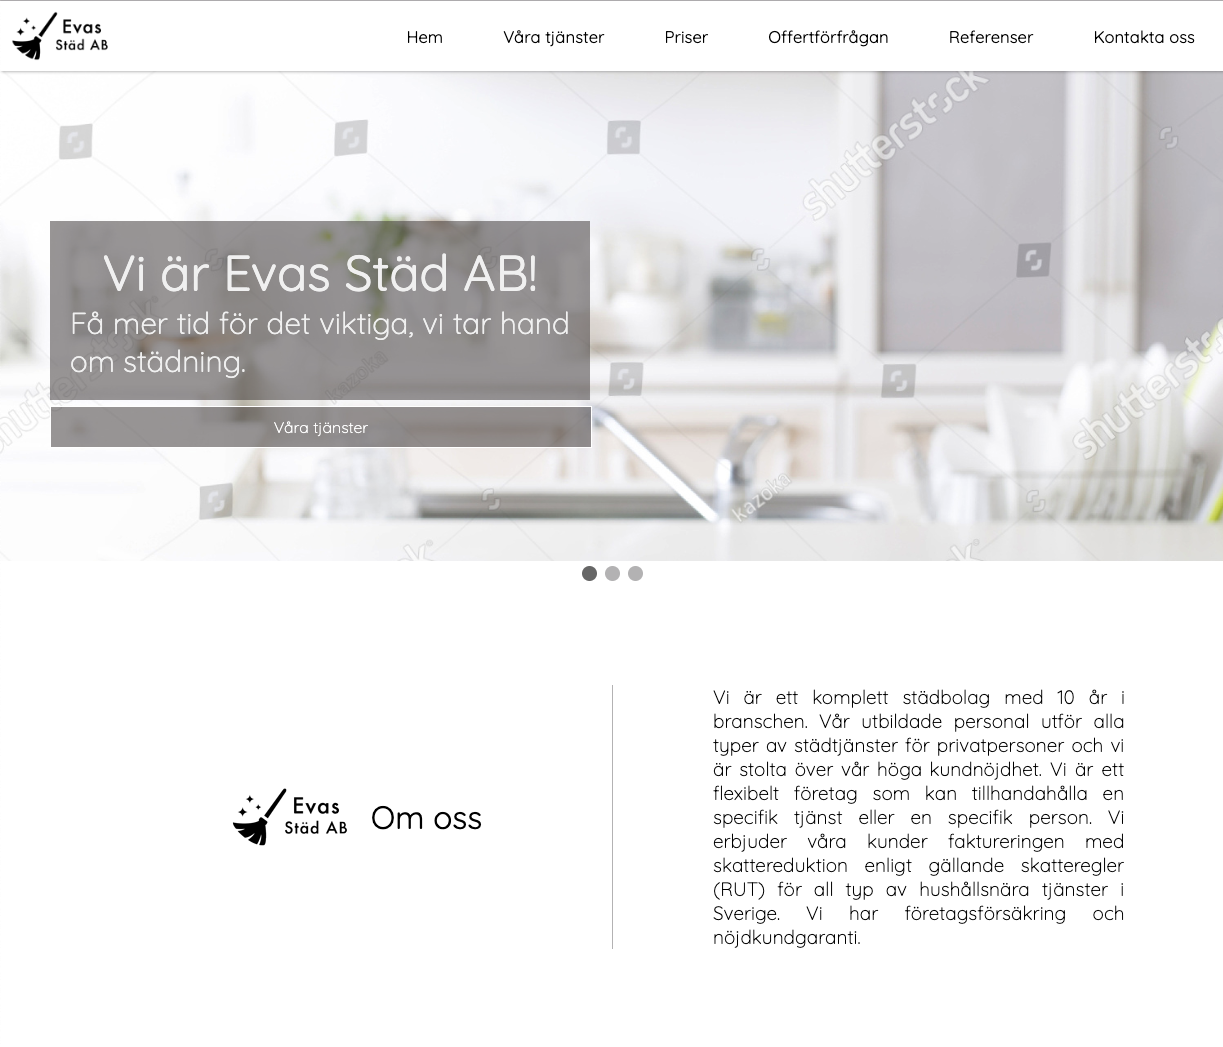 Evas
Städ AB
Hem
Våra tjänster
Priser
Offertförfrågan
Referenser
Kontakta oss
shutterstock
Vi är Evas Städ AB!
Få mer tid för det viktiga, vi tar hand
om städning.
kazoka
Våra tjänster
kazoka
Vi är ett komplett städbolag med 10 år i
branschen. Vår utbildade personal utför alla
typer av städtjänster för privatpersoner och vi
är stolta över vår höga kundnöjdhet. Vi är ett
flexibelt företag som kan tillhandahålla en
specifik tjänst eller en specifik person. Vi
erbjuder våra kunder faktureringen med
skattereduktion enligt gällande skatteregler
(RUT) för all typ av hushållsnära tjänster i
Sverige. Vi har företagsförsäkring och
nöjdkundgaranti.
Evas
Städ AB
Om oss